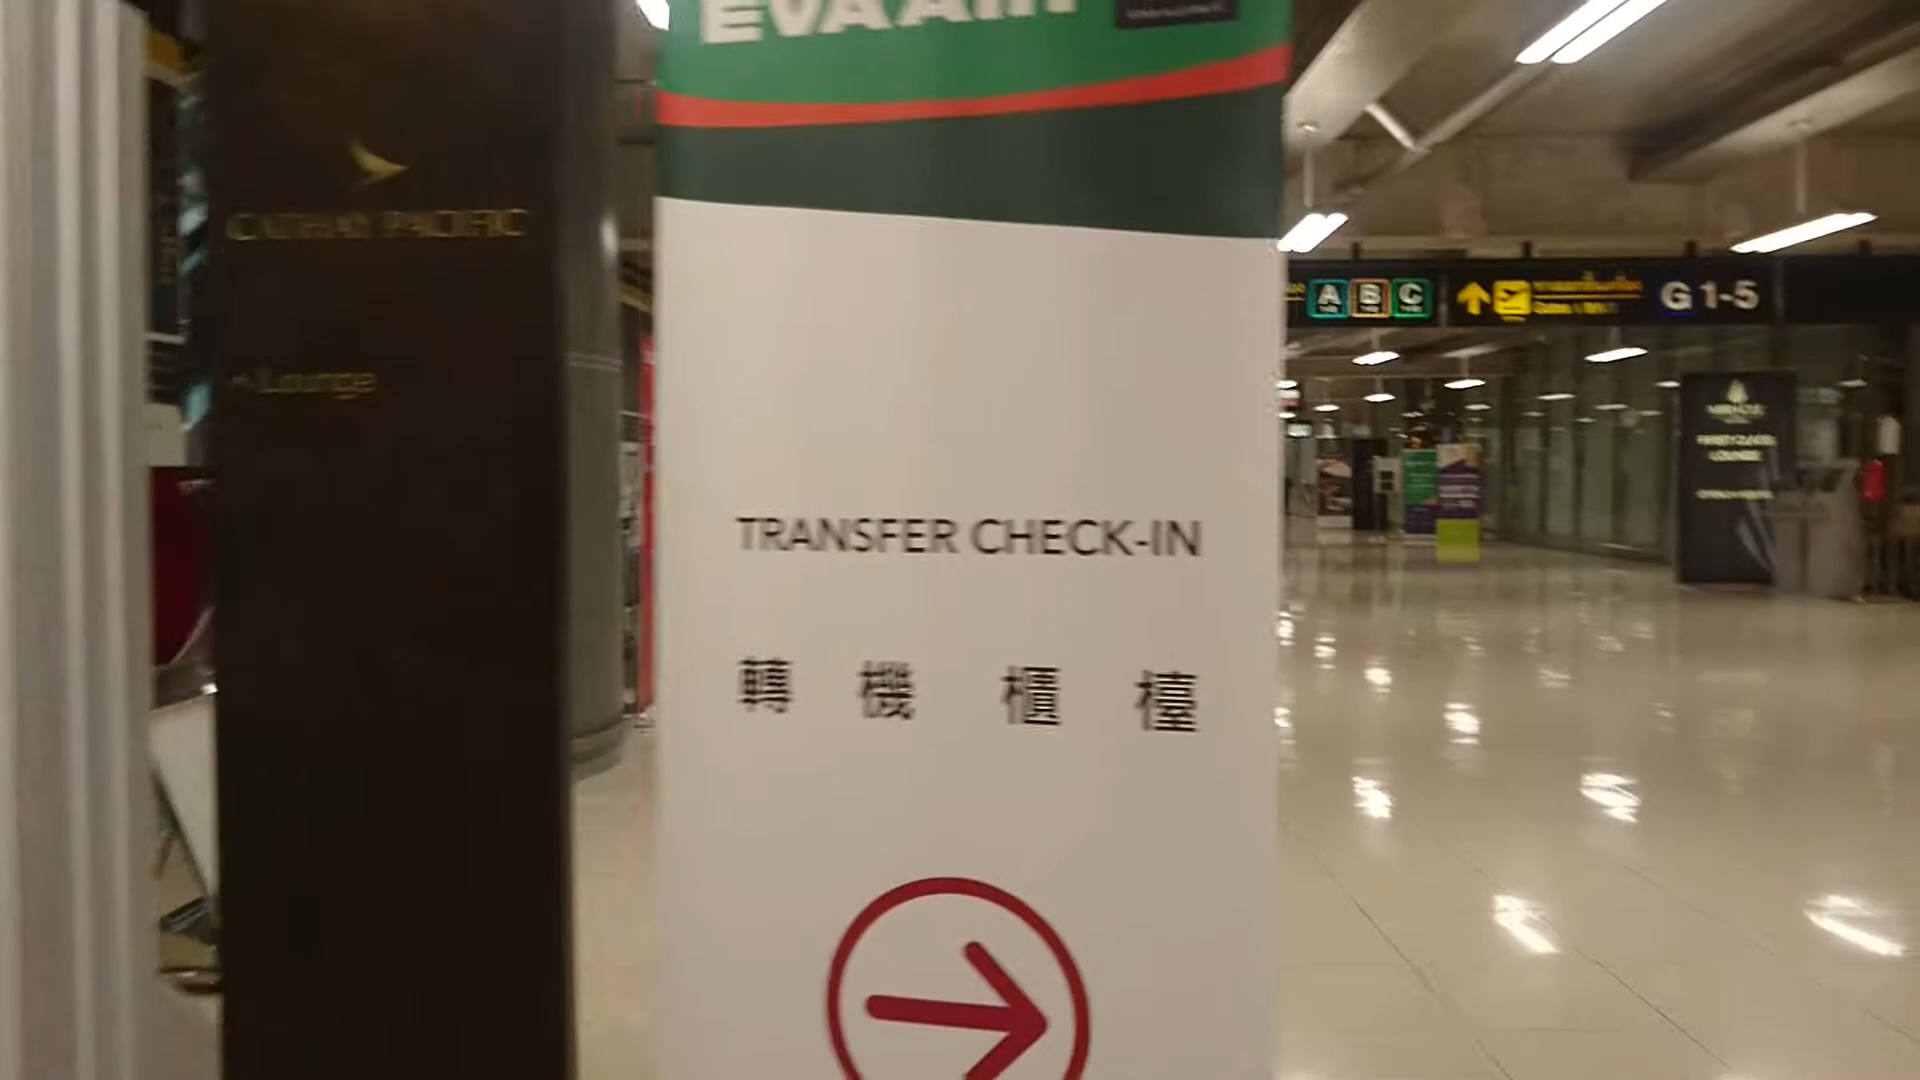 EVA AIR
CATHAY PACIFIC
Lounge
TRANSFER CHECK-IN
轉機櫃檯
A B C
G 1-5
FIRST CLASS
LOUNGE